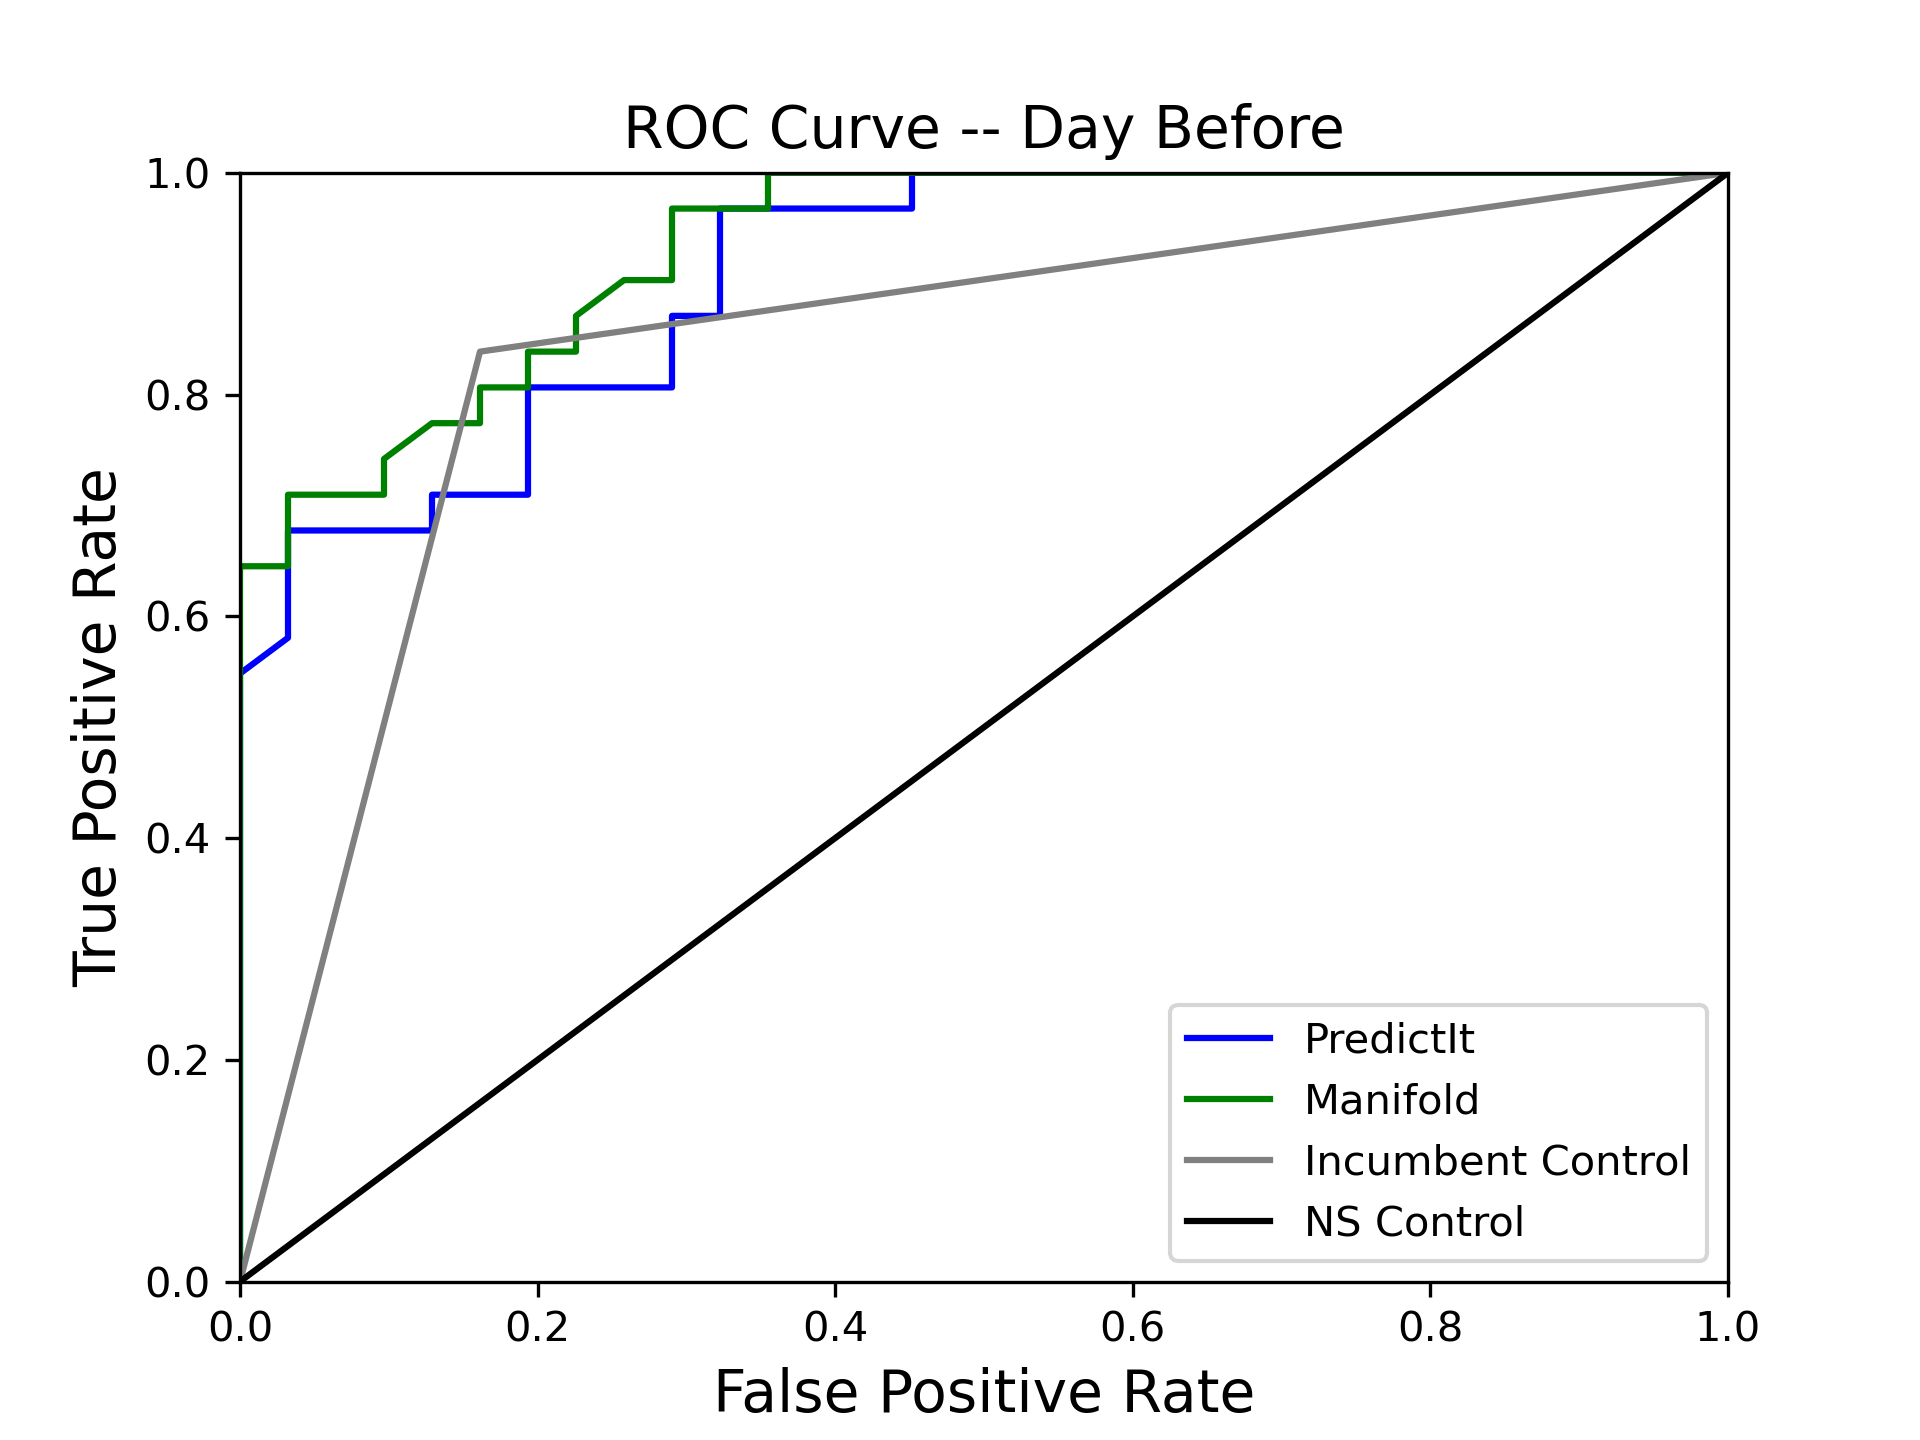 ROC Curve -- Day Before
True Positive Rate
1.0
0.8
0.6
0.4
0.2
0.0
0.0 0.2 0.4 0.6 0.8 1.0
False Positive Rate
PredictIt
Manifold
Incumbent Control
NS Control